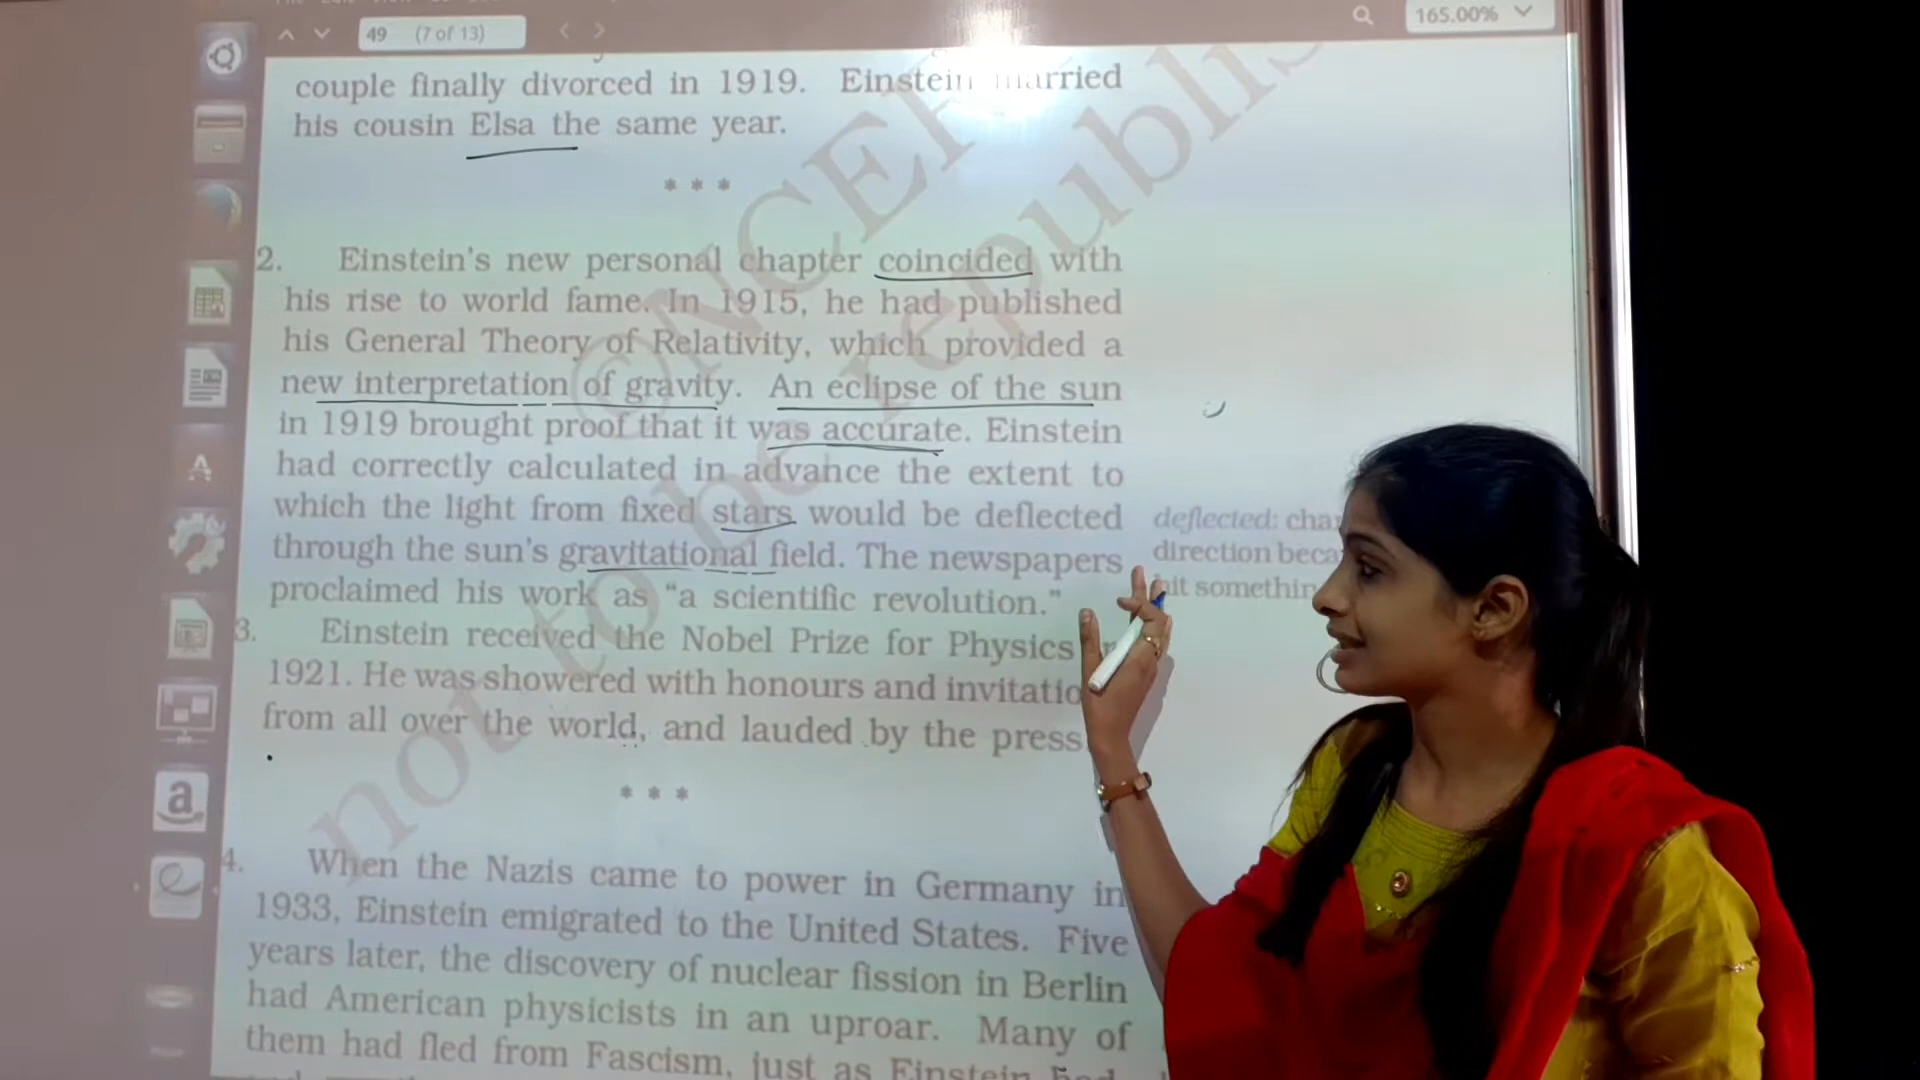 49 (7 of 13)
165.00%
couple finally divorced in 1919. Einstein married
his cousin Elsa the same year.
* * *
2. Einstein's new personal chapter coincided with
his rise to world fame. In 1915, he had published
his General Theory of Relativity, which provided a
new interpretation of gravity. An eclipse of the sun
in 1919 brought proof that it was accurate. Einstein
had correctly calculated in advance the extent to
which the light from fixed stars would be deflected
through the sun's gravitational field. The newspapers
proclaimed his work as “a scientific revolution.”
deflected:
direction
hit
3. Einstein received the Nobel Prize for Physics
1921. He was showered with honours and
from all over the world, and lauded by the press
* * *
4. When the Nazis came to power in Germany in
1933, Einstein emigrated to the United States. Five
years later, the discovery of nuclear fission in Berlin
had American physicists in an uproar. Many of
them had fled from Fascism, just as Einstein had
©NCER
not to be republis